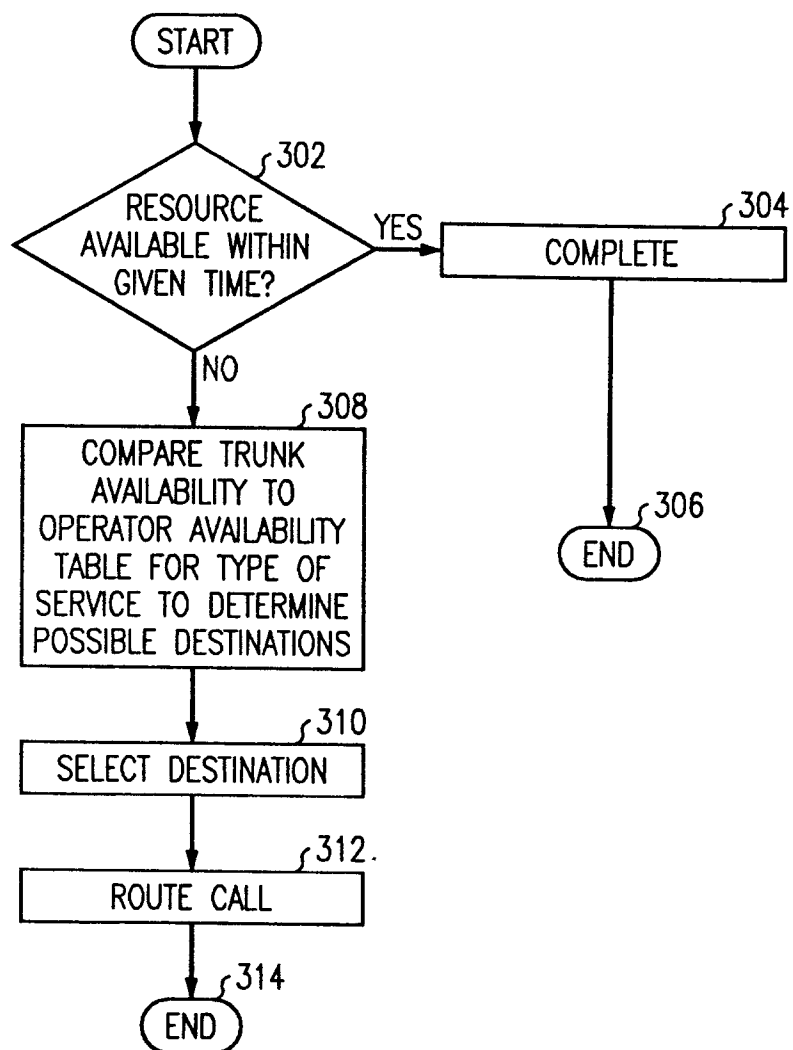 START
302
RESOURCE
AVAILABLE WITHIN
GIVEN TIME?
YES
304
COMPLETE
NO
308
COMPARE TRUNK
AVAILABILITY TO
OPERATOR AVAILABILITY
TABLE FOR TYPE OF
SERVICE TO DETERMINE
POSSIBLE DESTINATIONS
306
END
310
SELECT DESTINATION
312
ROUTE CALL
314
END